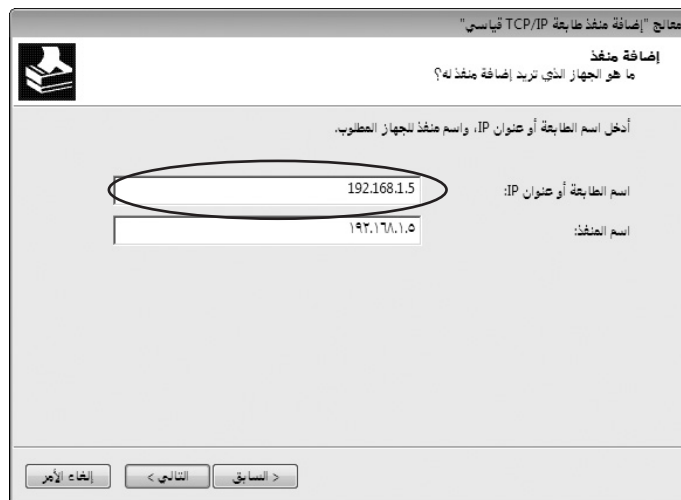 معالج "إضافة منفذ طابعة TCP/IP قياسي"
إضافة منفذ
ما هو الجهاز الذي تريد إضافة منفذ له؟
أدخل اسم الطابعة أو عنوان IP، واسم منفذ للجهاز المطلوب.
اسم الطابعة أو عنوان IP: 192.168.1.5
اسم المنفذ: ١٩٢.١٦٨.١.٥
< السابق التالي > إلغاء الأمر